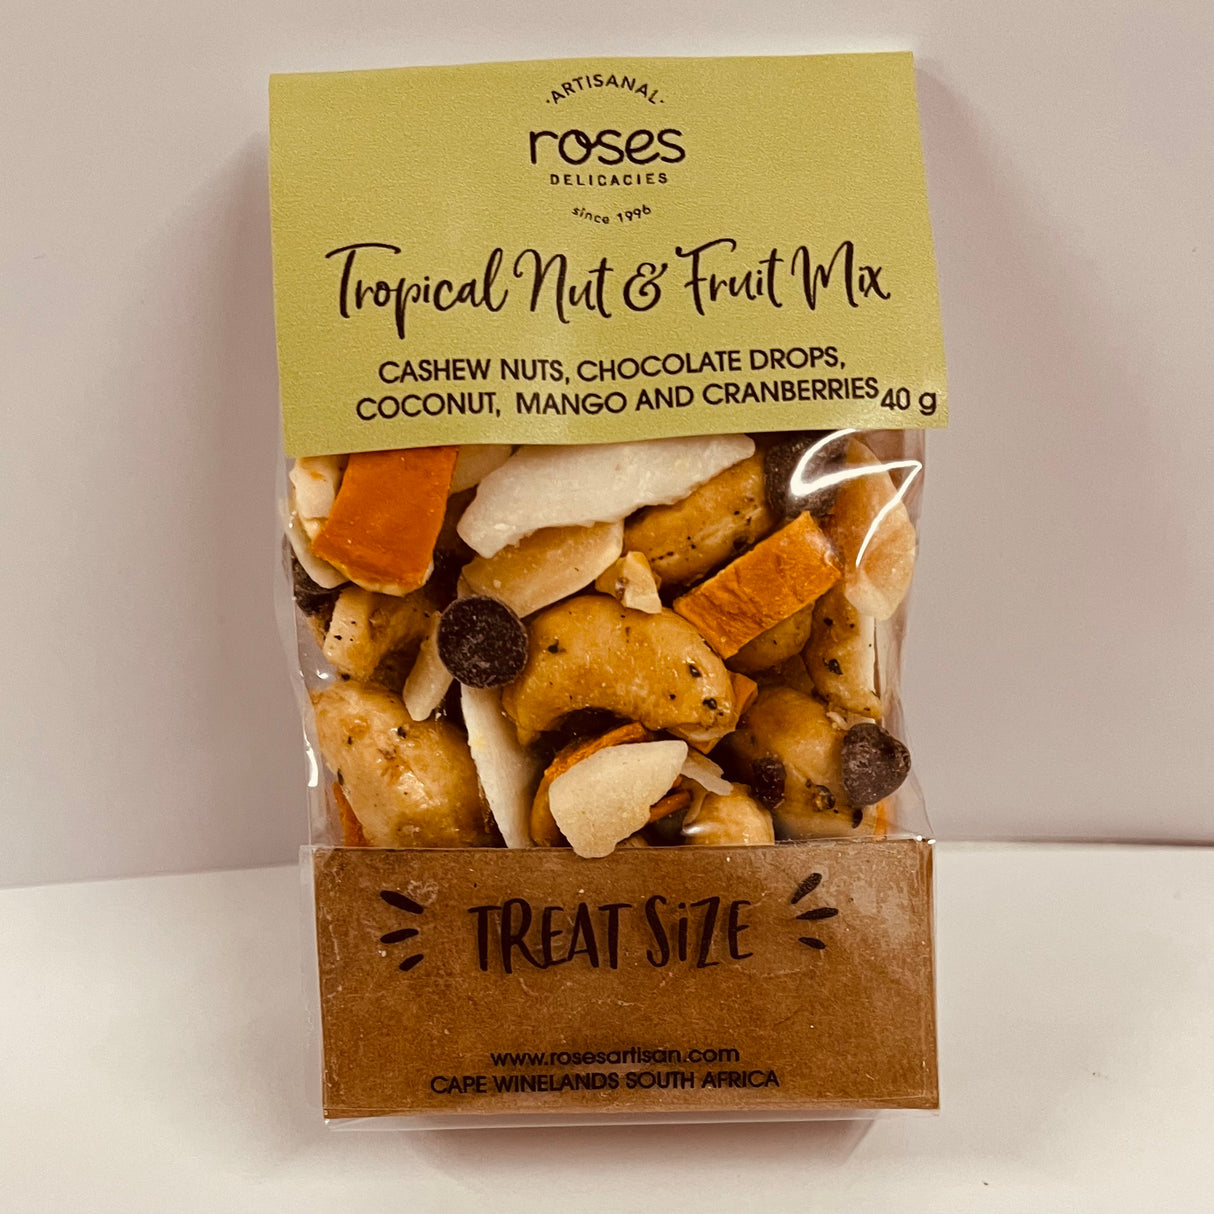 ·ARTISANAL·
roses
DELICACIES
since 1996
Tropical Nut & Fruit Mix
CASHEW NUTS, CHOCOLATE DROPS,
COCONUT, MANGO AND CRANBERRIES 40 g
TREAT SiZE
www.rosesartisan.com
CAPE WINELANDS SOUTH AFRICA